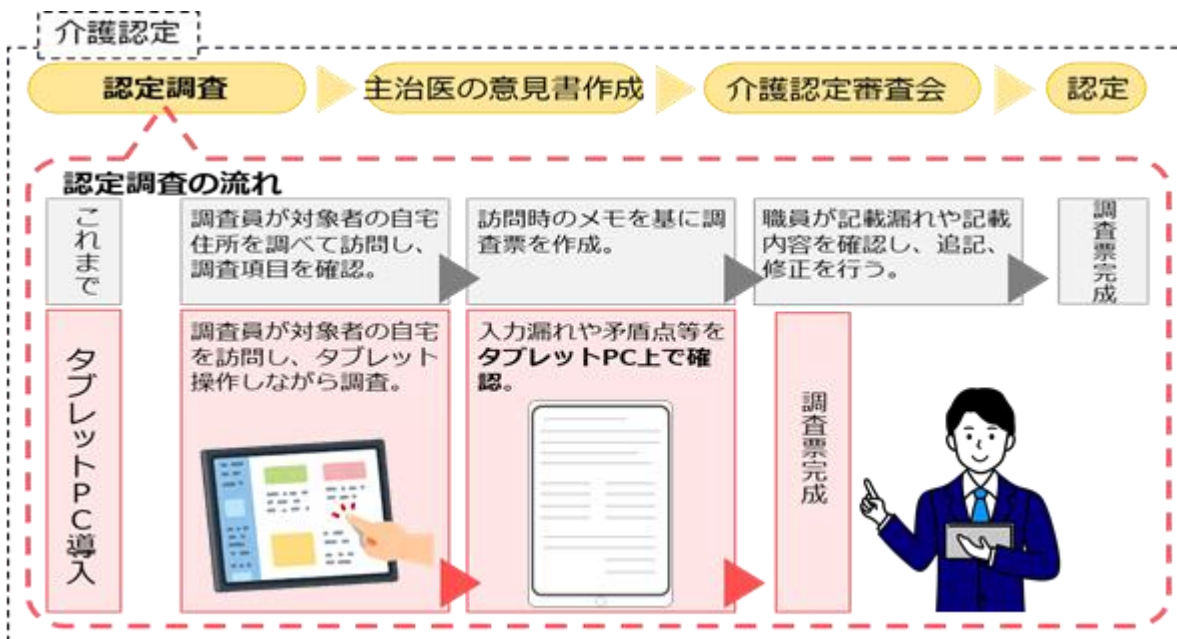 介護認定
認定調査
主治医の意見書作成
介護認定審査会
認定
認定調査の流れ
これまで
調査員が対象者の自宅
住所を調べて訪問し、
調査項目を確認。
訪問時のメモを基に調
査票を作成。
職員が記載漏れや記載
内容を確認し、追記、
修正を行う。
調査票完成
タブレットPC導入
調査員が対象者の自宅
を訪問し、タブレット
操作しながら調査。
入力漏れや矛盾点等を
タブレットPC上で確
認。
調査票完成